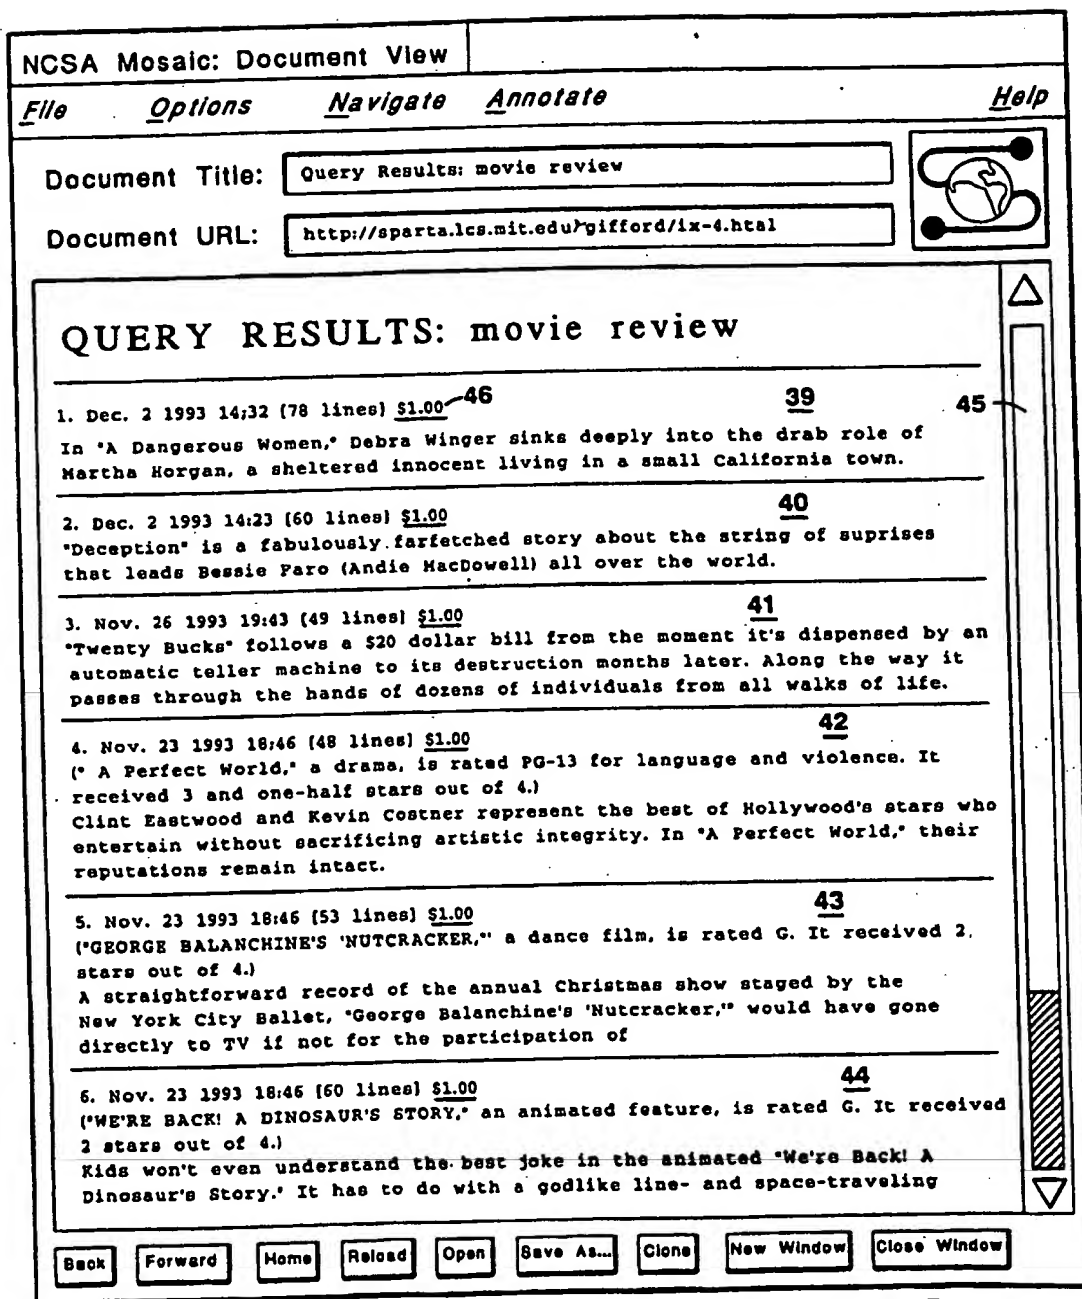 NCSA Mosaic: Document View
File Options Navigate Annotate Help
Document Title: Query Results: movie review
Document URL: http://sparta.lcs.mit.edu/~gifford/ix-4.htal
QUERY RESULTS: movie review
1. Dec. 2 1993 14:32 [78 lines] $1.00 46 39 45
In "A Dangerous Women," Debra Winger sinks deeply into the drab role of
Martha Horgan, a sheltered innocent living in a small California town.
2. Dec. 2 1993 14:23 [60 lines] $1.00 40
"Deception" is a fabulously farfetched story about the string of suprises
that leads Bessie Faro (Andie MacDowell) all over the world.
3. Nov. 26 1993 19:43 [49 lines] $1.00 41
"Twenty Bucks" follows a $20 dollar bill from the moment it's dispensed by an
automatic teller machine to its destruction months later. Along the way it
passes through the hands of dozens of individuals from all walks of life.
4. Nov. 23 1993 18:46 [48 lines] $1.00 42
(" A Perfect World," a drama, is rated PG-13 for language and violence. It
received 3 and one-half stars out of 4.)
Clint Eastwood and Kevin Costner represent the best of Hollywood's stars who
entertain without sacrificing artistic integrity. In "A Perfect World," their
reputations remain intact.
5. Nov. 23 1993 18:46 [53 lines] $1.00 43
("GEORGE BALANCHINE'S 'NUTCRACKER,'" a dance film, is rated G. It received 2
stars out of 4.)
A straightforward record of the annual Christmas show staged by the
New York City Ballet, "George Balanchine's 'Nutcracker,'" would have gone
directly to TV if not for the participation of
6. Nov. 23 1993 18:46 [60 lines] $1.00 44
("WE'RE BACK! A DINOSAUR'S STORY," an animated feature, is rated G. It received
2 stars out of 4.)
Kids won't even understand the best joke in the animated "We're Back! A
Dinosaur's Story." It has to do with a godlike line- and space-traveling
Back Forward Home Reload Open Save As... Clone New Window Close Window